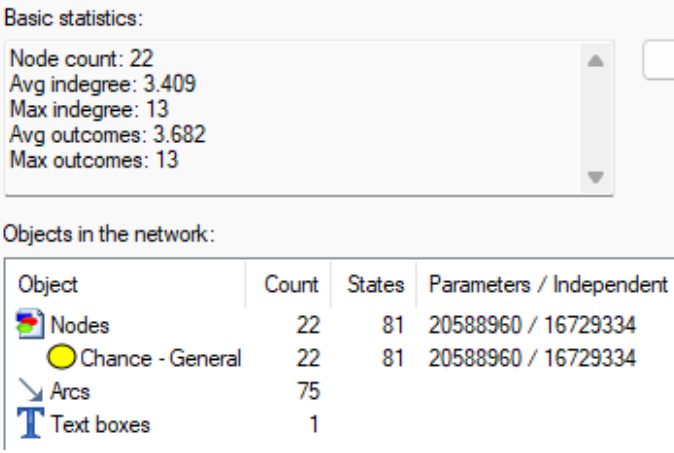 Basic statistics:
Node count: 22
Avg indegree: 3.409
Max indegree: 13
Avg outcomes: 3.682
Max outcomes: 13
Objects in the network:
Object Count States Parameters / Independent
Nodes 22 81 20588960 / 16729334
Chance - General 22 81 20588960 / 16729334
Arcs 75
Text boxes 1